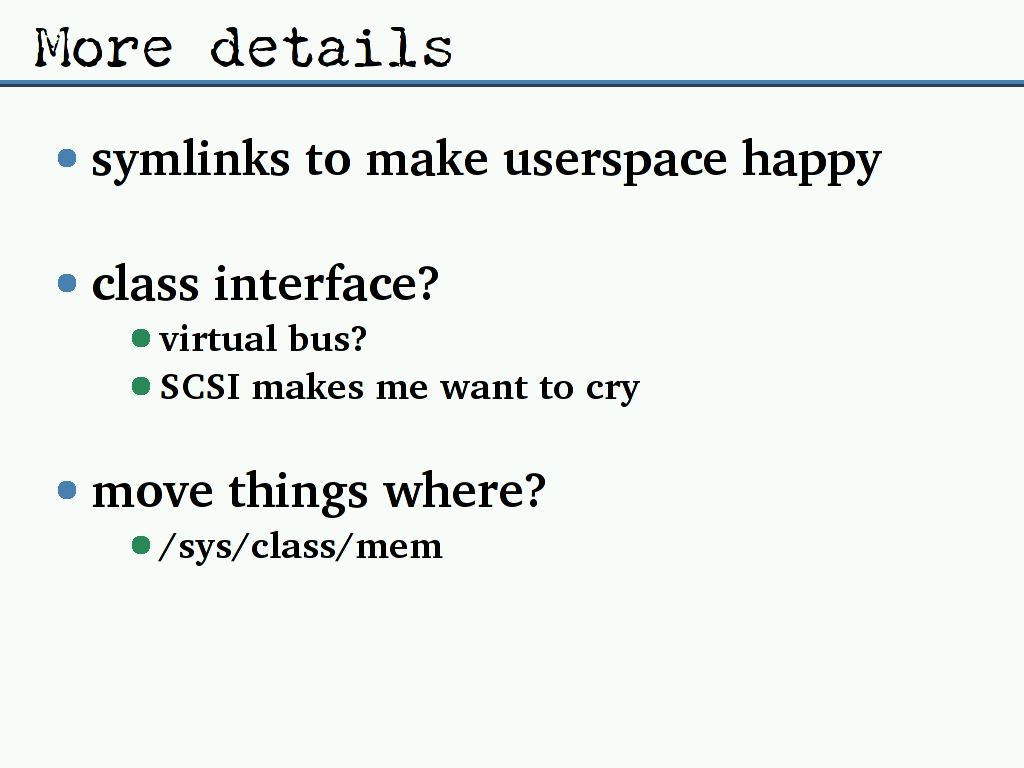 More details
symlinks to make userspace happy
class interface?
virtual bus?
SCSI makes me want to cry
move things where?
/sys/class/mem